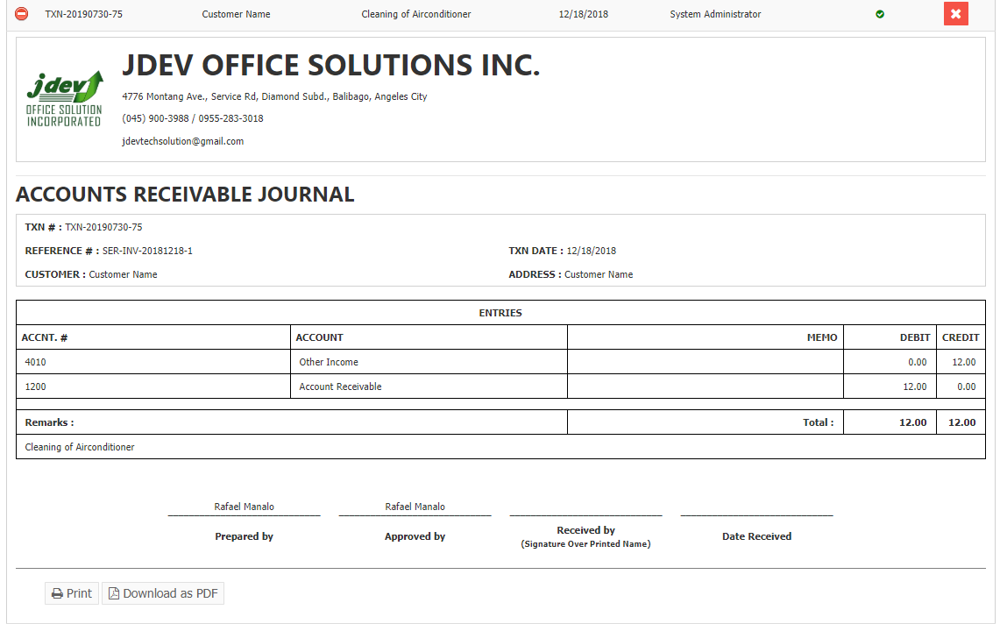 TXN-20190730-75 Customer Name Cleaning of Airconditioner 12/18/2018 System Administrator
jdev
OFFICE SOLUTION
INCORPORATED
JDEV OFFICE SOLUTIONS INC.
4776 Montang Ave., Service Rd, Diamond Subd., Balibago, Angeles City
(045) 900-3988 / 0955-283-3018
jdevtechsolution@gmail.com
ACCOUNTS RECEIVABLE JOURNAL
TXN # : TXN-20190730-75
REFERENCE # : SER-INV-20181218-1 TXN DATE : 12/18/2018
CUSTOMER : Customer Name ADDRESS : Customer Name
ENTRIES
ACCNT. # ACCOUNT MEMO DEBIT CREDIT
4010 Other Income 0.00 12.00
1200 Account Receivable 12.00 0.00
Remarks : Total : 12.00 12.00
Cleaning of Airconditioner
Rafael Manalo Rafael Manalo
Prepared by Approved by Received by Date Received
(Signature Over Printed Name)
Print Download as PDF